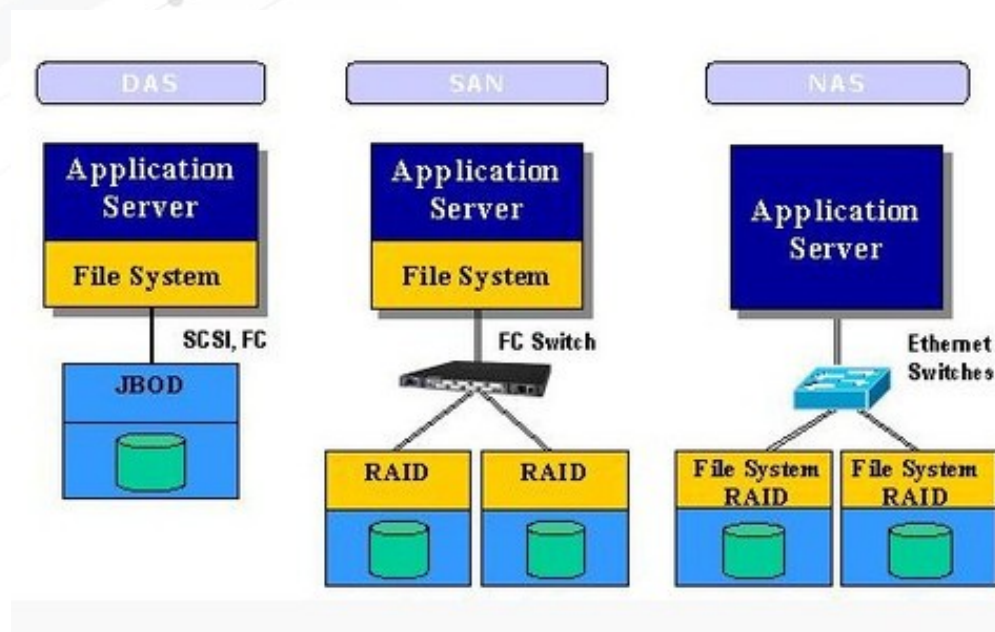 DAS
SAN
NAS
Application
Server
File System
SCSI, FC
JBOD
Application
Server
File System
FC Switch
RAID
RAID
Application
Server
Ethernet
Switches
File System
RAID
File System
RAID